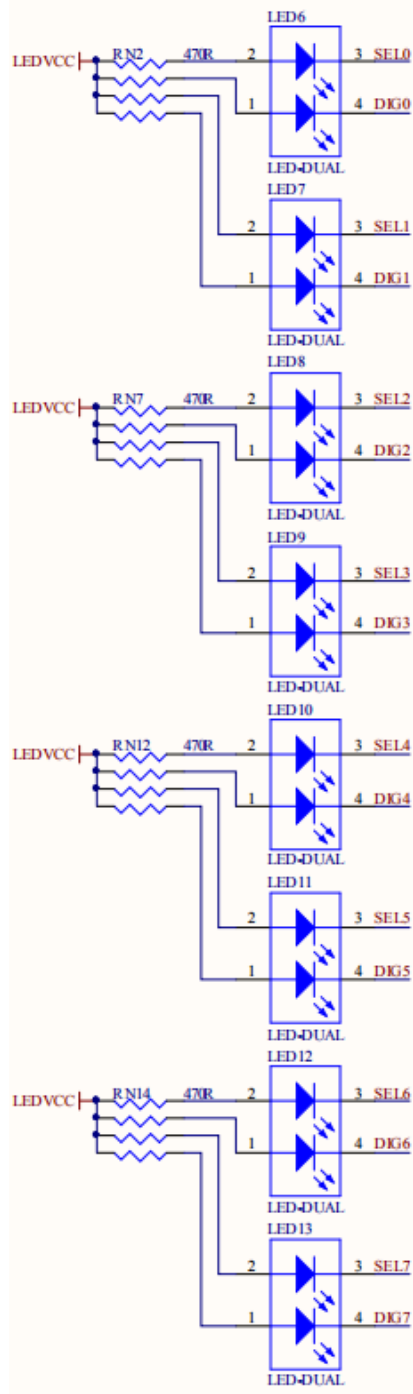 LED6
LEDVCC RN2 470R 2 3 SEL0
1 4 DIG0
LED-DUAL
LED7
2 3 SEL1
1 4 DIG1
LED-DUAL
LED8
LEDVCC RN7 470R 2 3 SEL2
1 4 DIG2
LED-DUAL
LED9
2 3 SEL3
1 4 DIG3
LED-DUAL
LED10
LEDVCC RN12 470R 2 3 SEL4
1 4 DIG4
LED-DUAL
LED11
2 3 SEL5
1 4 DIG5
LED-DUAL
LED12
LEDVCC RN14 470R 2 3 SEL6
1 4 DIG6
LED-DUAL
LED13
2 3 SEL7
1 4 DIG7
LED-DUAL